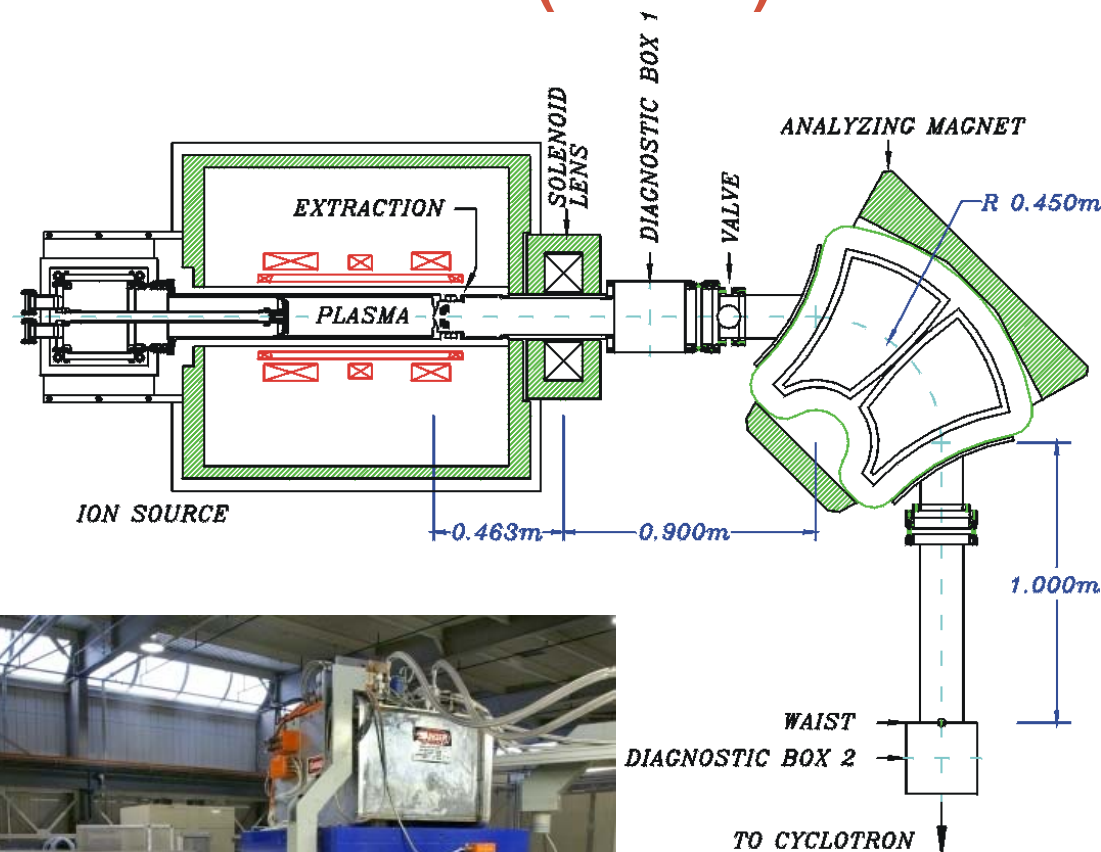 DIAGNOSTIC BOX 1
SOLENOID
LENS
ANALYZING MAGNET
VALVE
EXTRACTION
R 0.450m
PLASMA
ION SOURCE
0.463m
0.900m
1.000m
WAIST
DIAGNOSTIC BOX 2
TO CYCLOTRON
DANGER